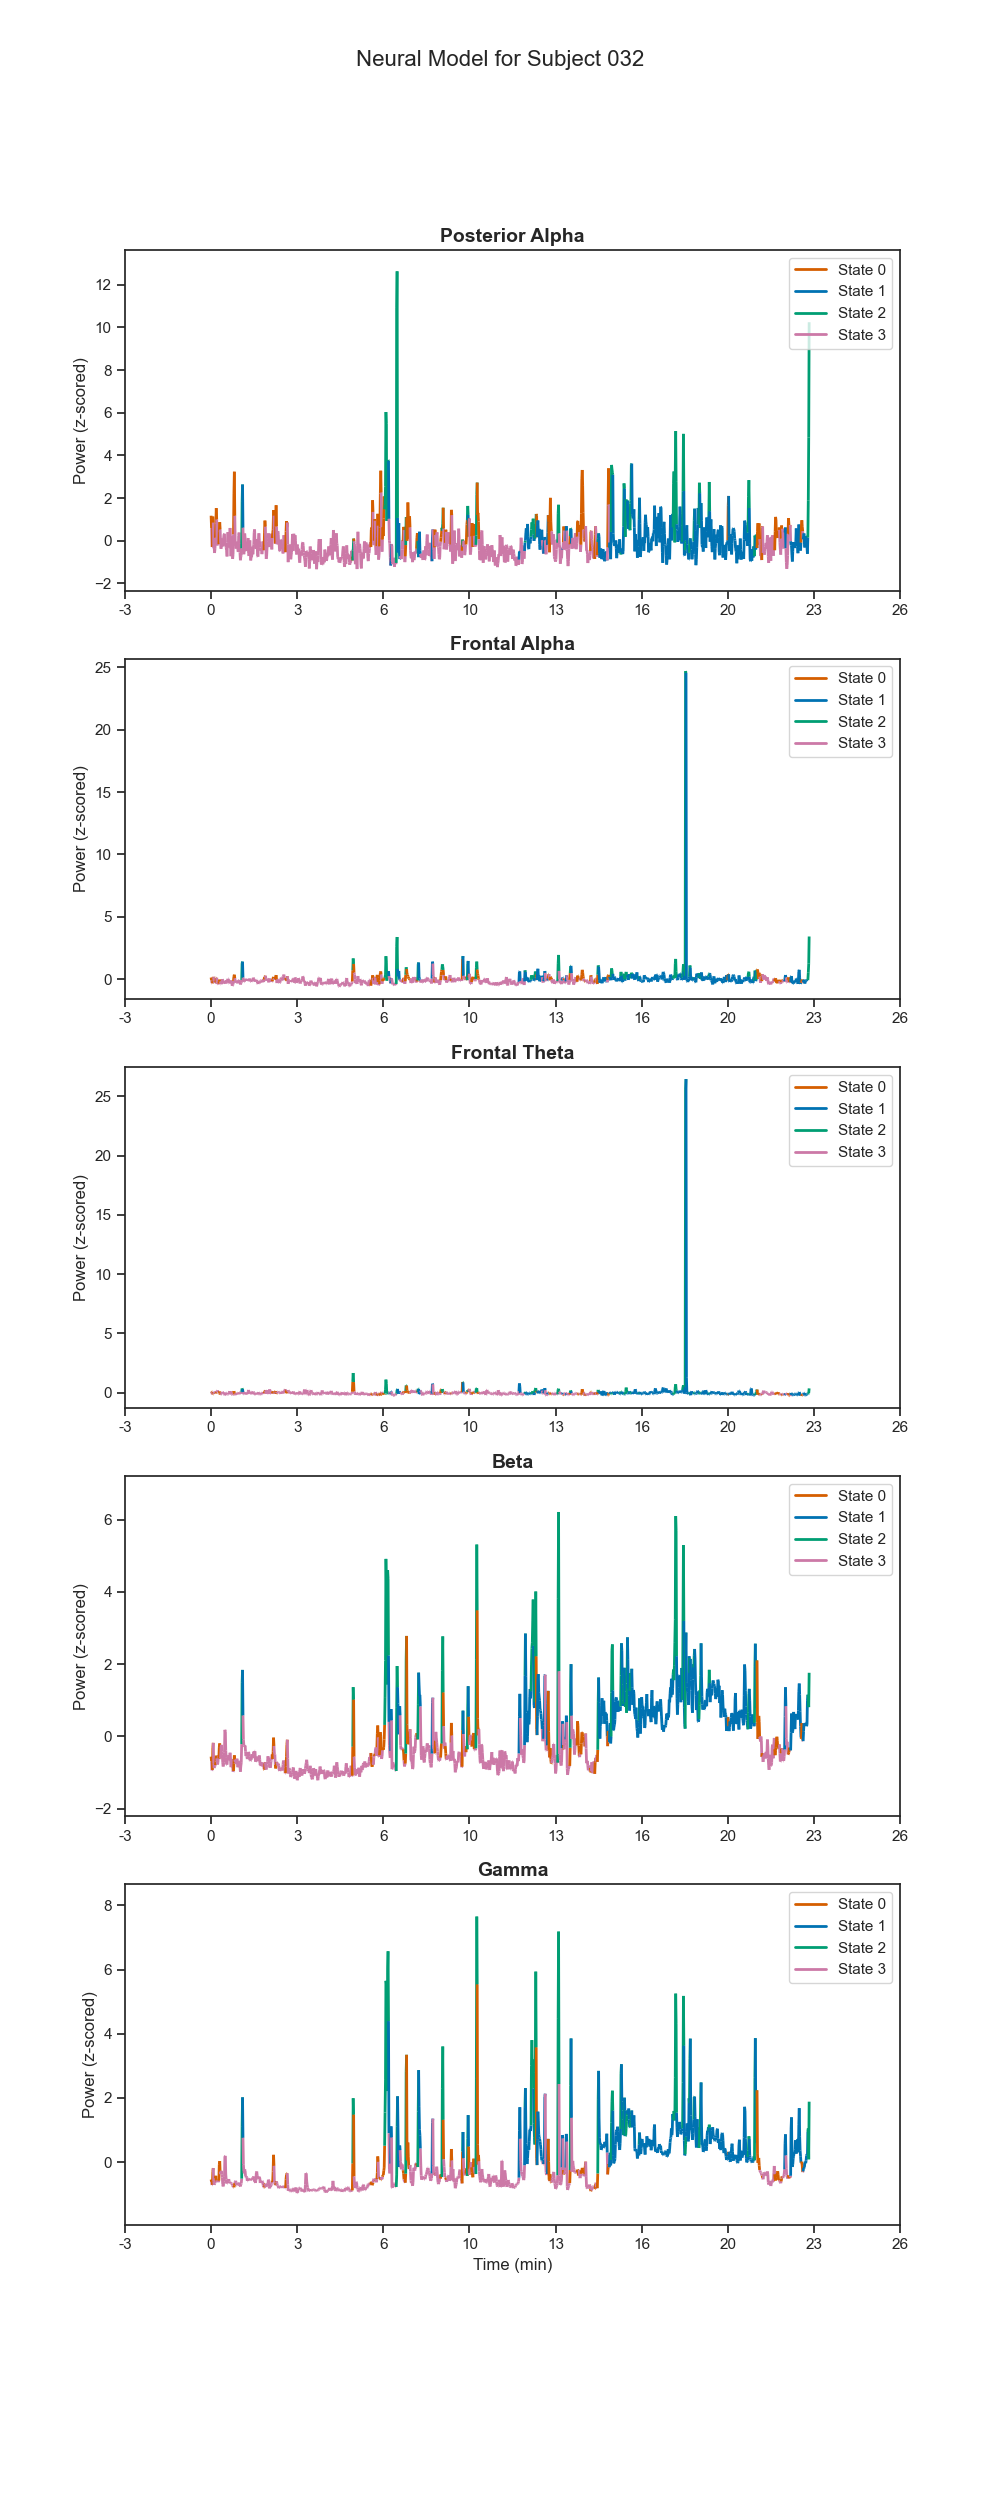 Neural Model for Subject 032
Posterior Alpha
Power (z-scored)
12
10
8
6
4
2
0
−2
State 0
State 1
State 2
State 3
-3 0 3 6 10 13 16 20 23 26
Frontal Alpha
Power (z-scored)
25
20
15
10
5
0
State 0
State 1
State 2
State 3
-3 0 3 6 10 13 16 20 23 26
Frontal Theta
Power (z-scored)
25
20
15
10
5
0
State 0
State 1
State 2
State 3
-3 0 3 6 10 13 16 20 23 26
Beta
Power (z-scored)
6
4
2
0
−2
State 0
State 1
State 2
State 3
-3 0 3 6 10 13 16 20 23 26
Gamma
Power (z-scored)
8
6
4
2
0
State 0
State 1
State 2
State 3
-3 0 3 6 10 13 16 20 23 26
Time (min)